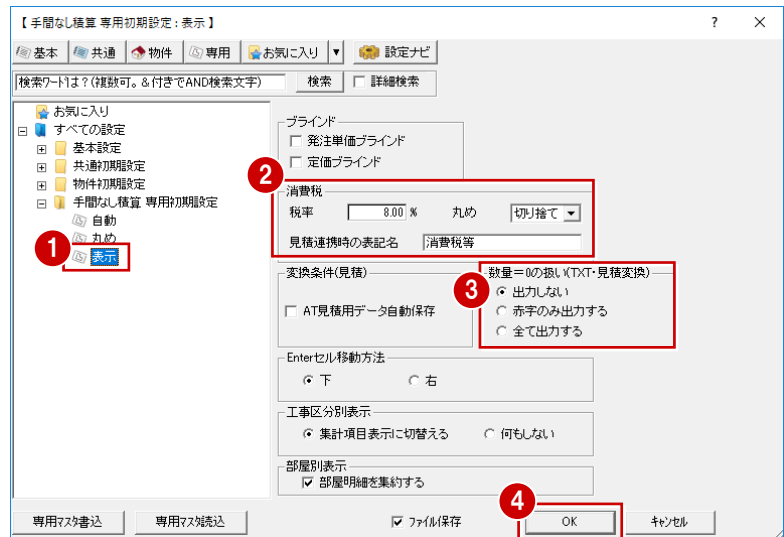 【 手間なし積算 専用初期設定 : 表示 】 ?
基本 共通 物件 専用 お気に入り ▼ 設定ナビ
検索ワードは?(複数可。&付きでAND検索文字) 検索 詳細検索
お気に入り
すべての設定
基本設定
共通初期設定
物件初期設定
手間なし積算 専用初期設定
自動
丸め
1
表示
ブラインド
発注単価ブラインド
定価ブラインド
2
消費税
税率 8.00 % 丸め 切り捨て
見積連携時の表記名 消費税等
変換条件(見積)
AT見積用データ自動保存
3
数量=0の扱い(TXT・見積変換)
出力しない
赤字のみ出力する
全て出力する
Enterセル移動方法
下 右
工事区分別表示
集計項目表示に切替える 何もしない
部屋別表示
部屋明細を集約する
4
専用マスタ書込 専用マスタ読込 ファイル保存 OK キャンセル